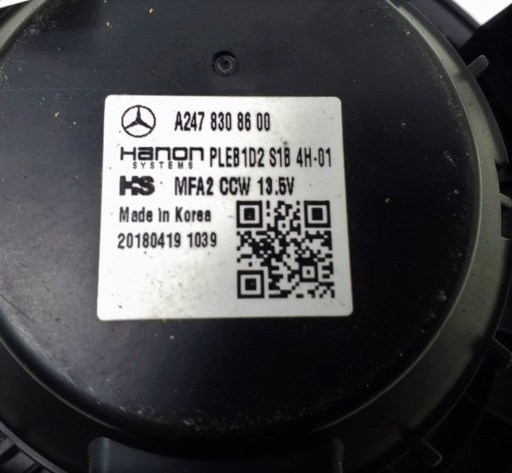 A247 830 86 00
Hanon SYSTEMS PLEB1D2 S1B 4H-01
HS MFA2 CCW 13.5V
Made in Korea
20180419 1039